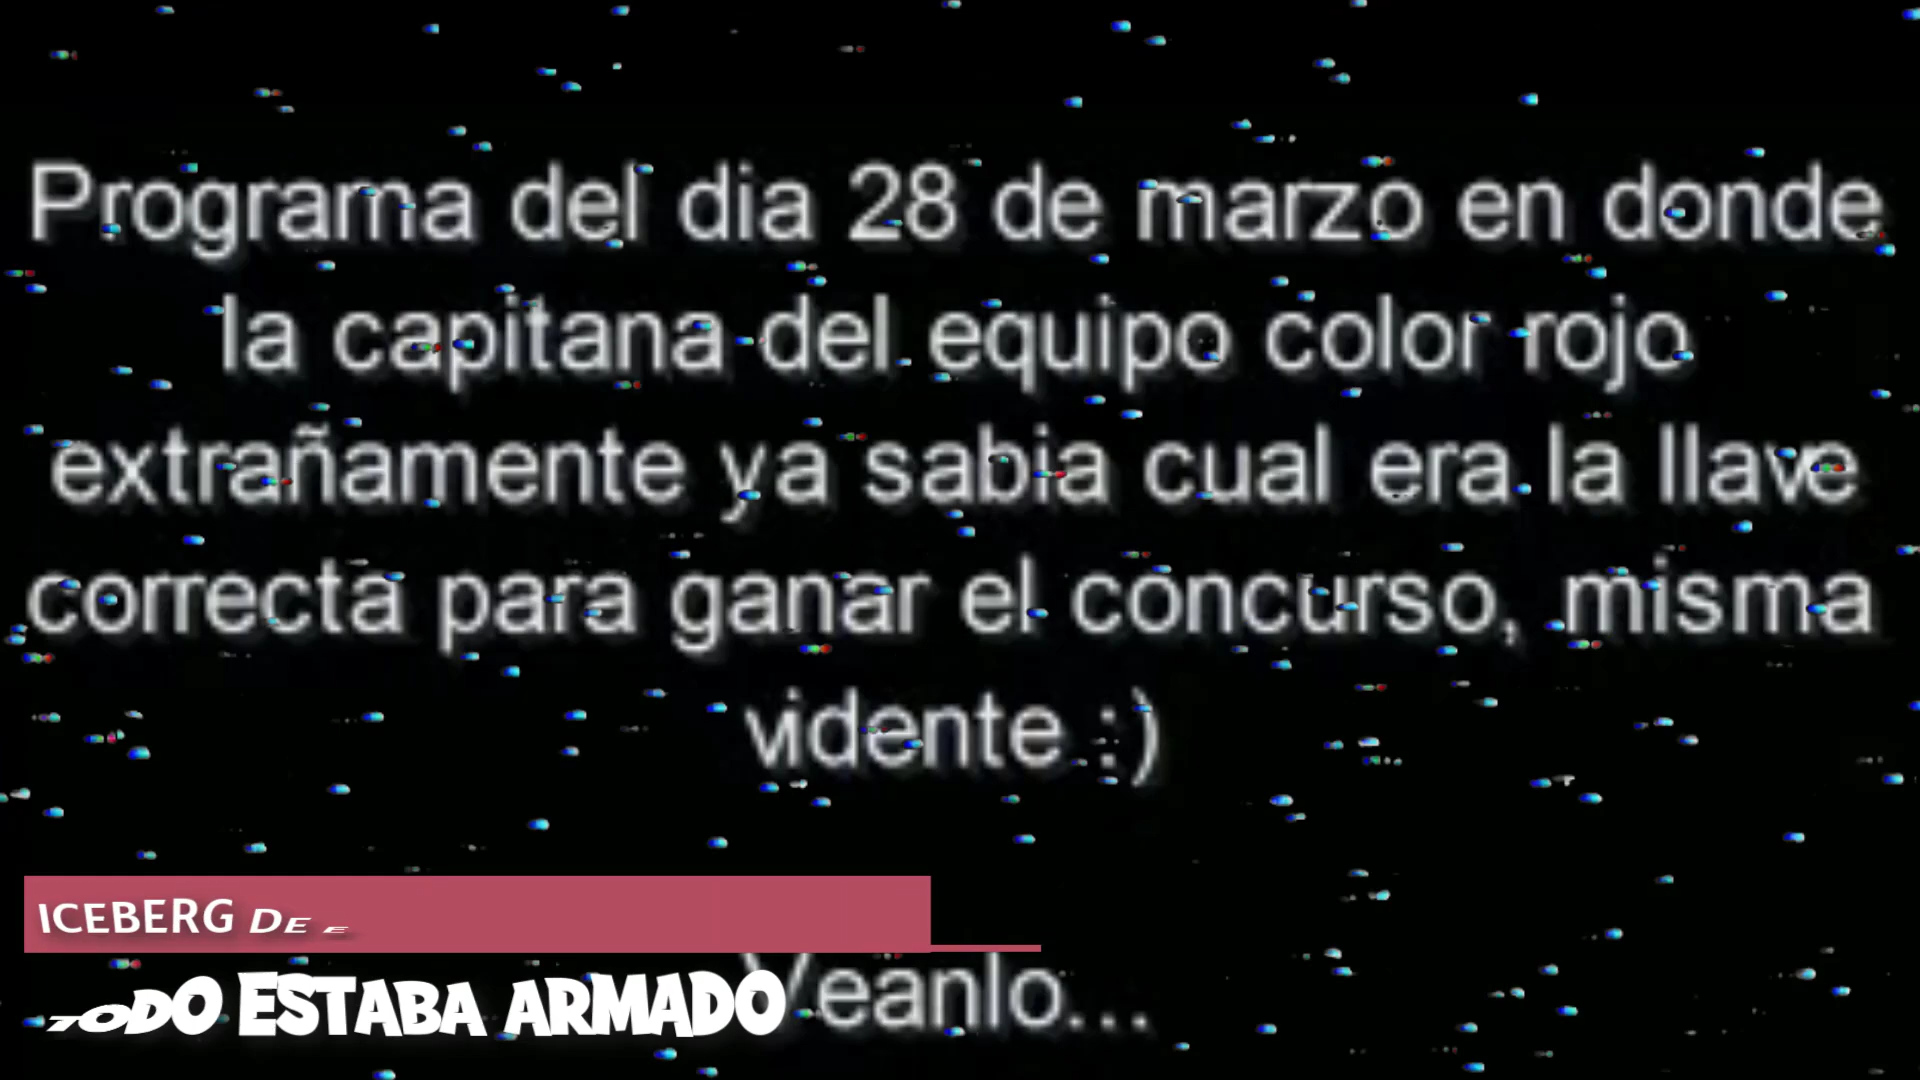 Programa del dia 28 de marzo en donde
la capitana del equipo color rojo
extrañamente ya sabia cual era la llave
correcta para ganar el concurso, misma
vidente :)
ICEBERG DE E
TODO ESTABA ARMADO
Veanlo...